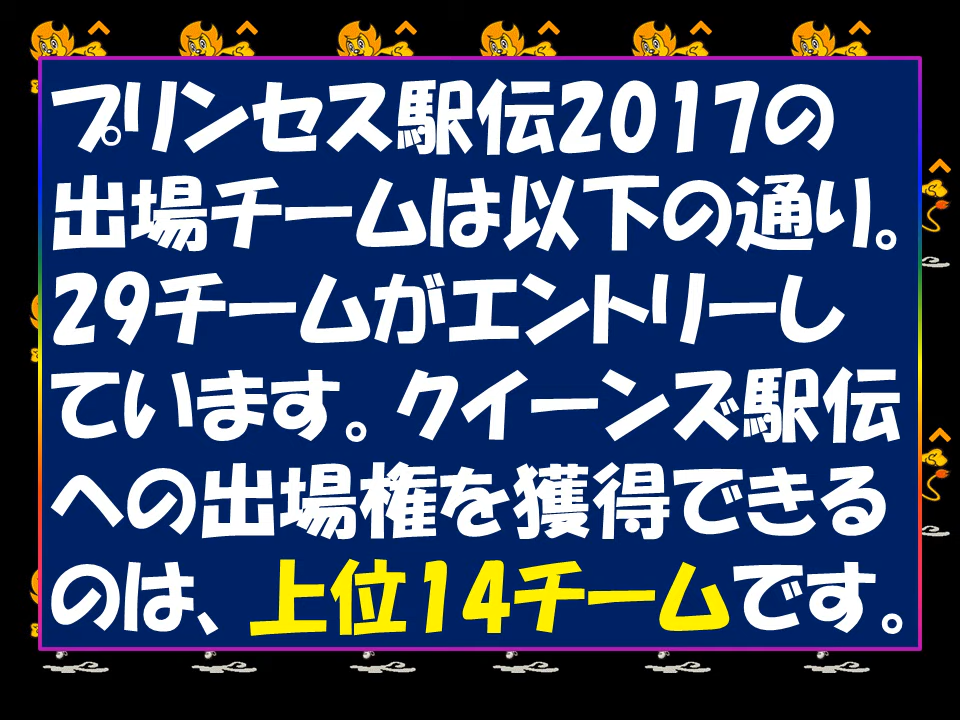 プリンセス駅伝2017の
出場チームは以下の通り。
29チームがエントリーし
ています。クイーンズ駅伝
への出場権を獲得できる
のは、上位14チームです。